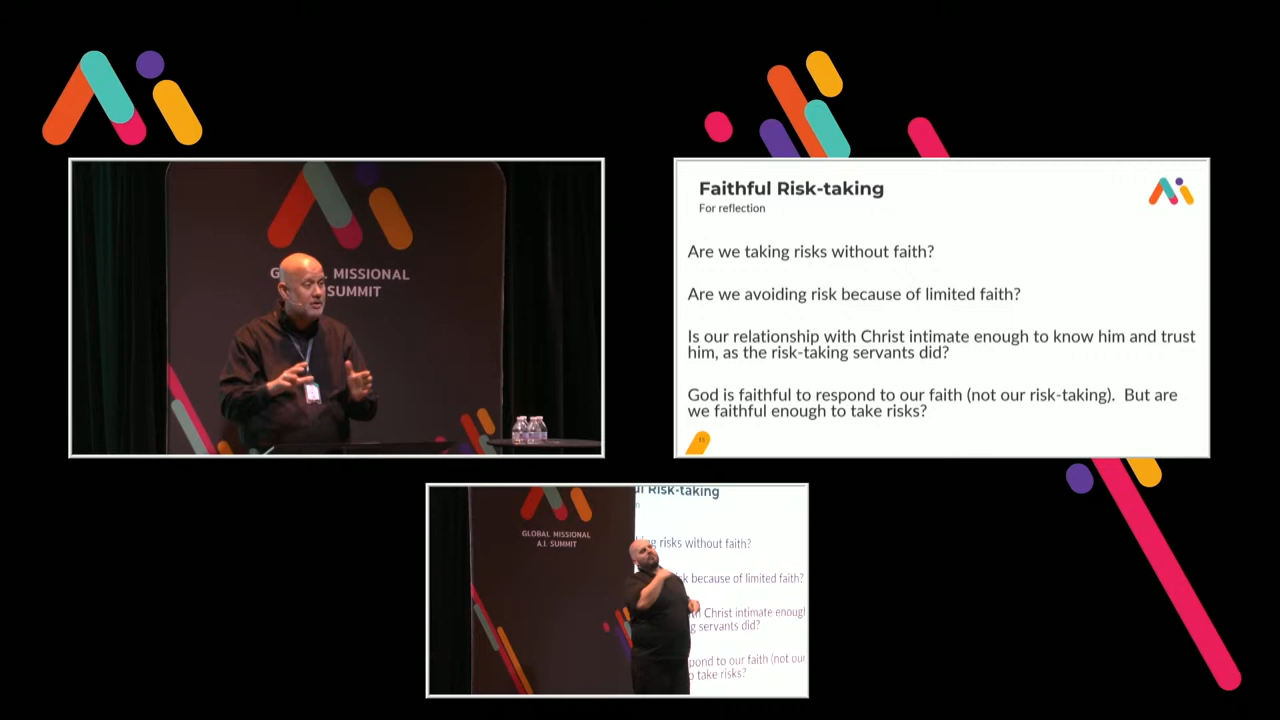 GLOBAL MISSIONAL
SUMMIT
Faithful Risk-taking
For reflection
Are we taking risks without faith?
Are we avoiding risk because of limited faith?
Is our relationship with Christ intimate enough to know him and trust
him, as the risk-taking servants did?
God is faithful to respond to our faith (not our risk-taking).  But are
we faithful enough to take risks?
Risk-taking
GLOBAL MISSIONAL
A.I. SUMMIT
risks without faith?
because of limited faith?
Christ intimate enough
servants did?
to our faith (not our
take risks?